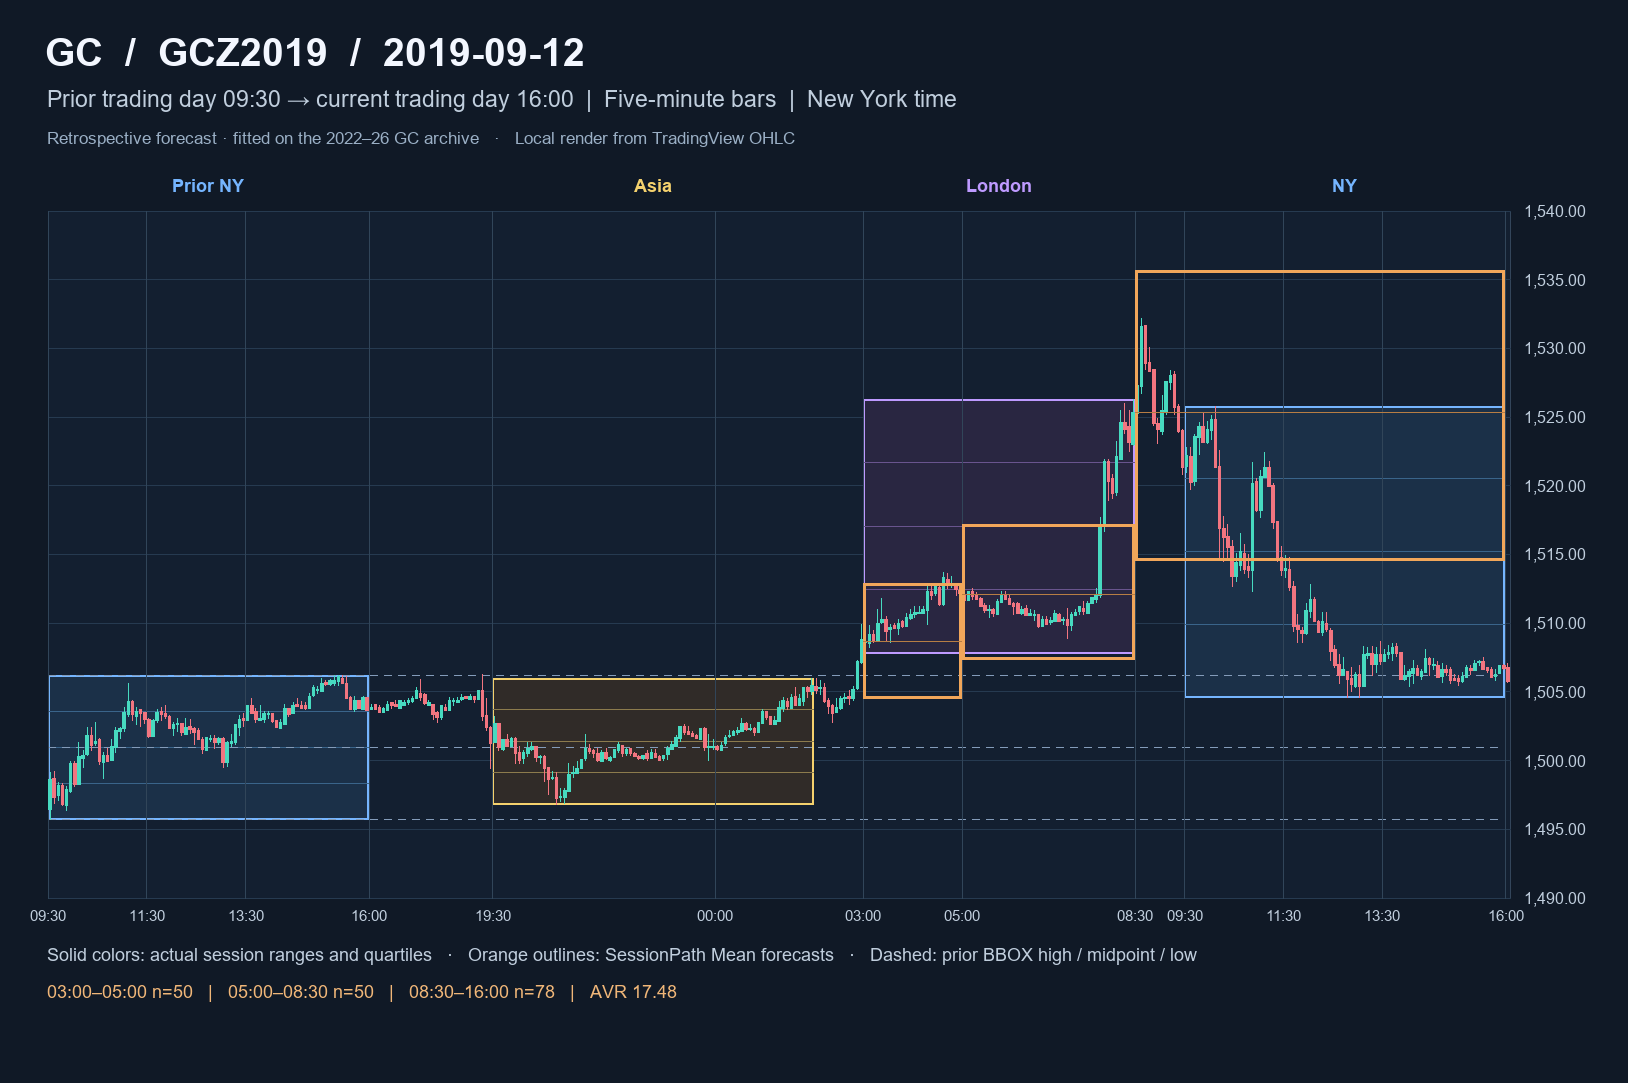 GC / GCZ2019 / 2019-09-12
Prior trading day 09:30 → current trading day 16:00 | Five-minute bars | New York time
Retrospective forecast · fitted on the 2022–26 GC archive · Local render from TradingView OHLC
Prior NY Asia London NY
1,540.00
1,535.00
1,530.00
1,525.00
1,520.00
1,515.00
1,510.00
1,505.00
1,500.00
1,495.00
1,490.00
09:30 11:30 13:30 16:00 19:30 00:00 03:00 05:00 08:30 09:30 11:30 13:30 16:00
Solid colors: actual session ranges and quartiles · Orange outlines: SessionPath Mean forecasts · Dashed: prior BBOX high / midpoint / low
03:00–05:00 n=50 | 05:00–08:30 n=50 | 08:30–16:00 n=78 | AVR 17.48